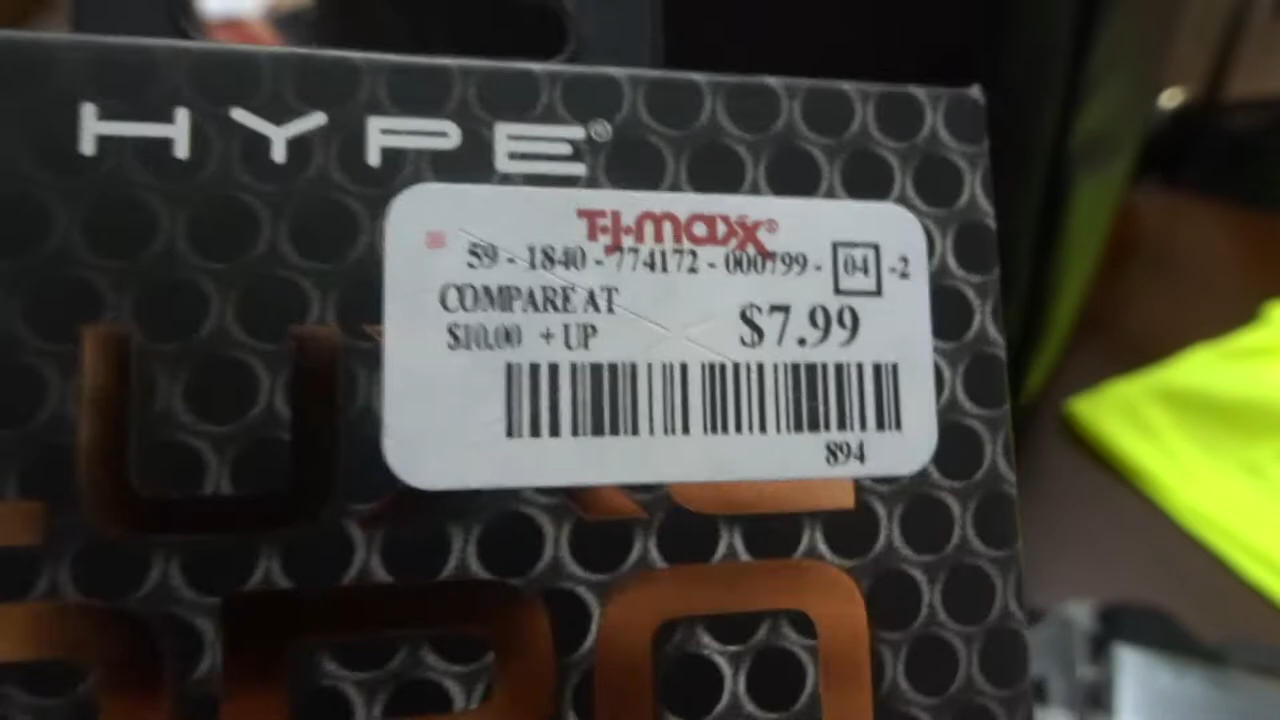 HYPE®
T·J·maxx®
59 - 1840 - 774172 - 000799 - 04 -2
COMPARE AT
$10.00 + UP
$7.99
894